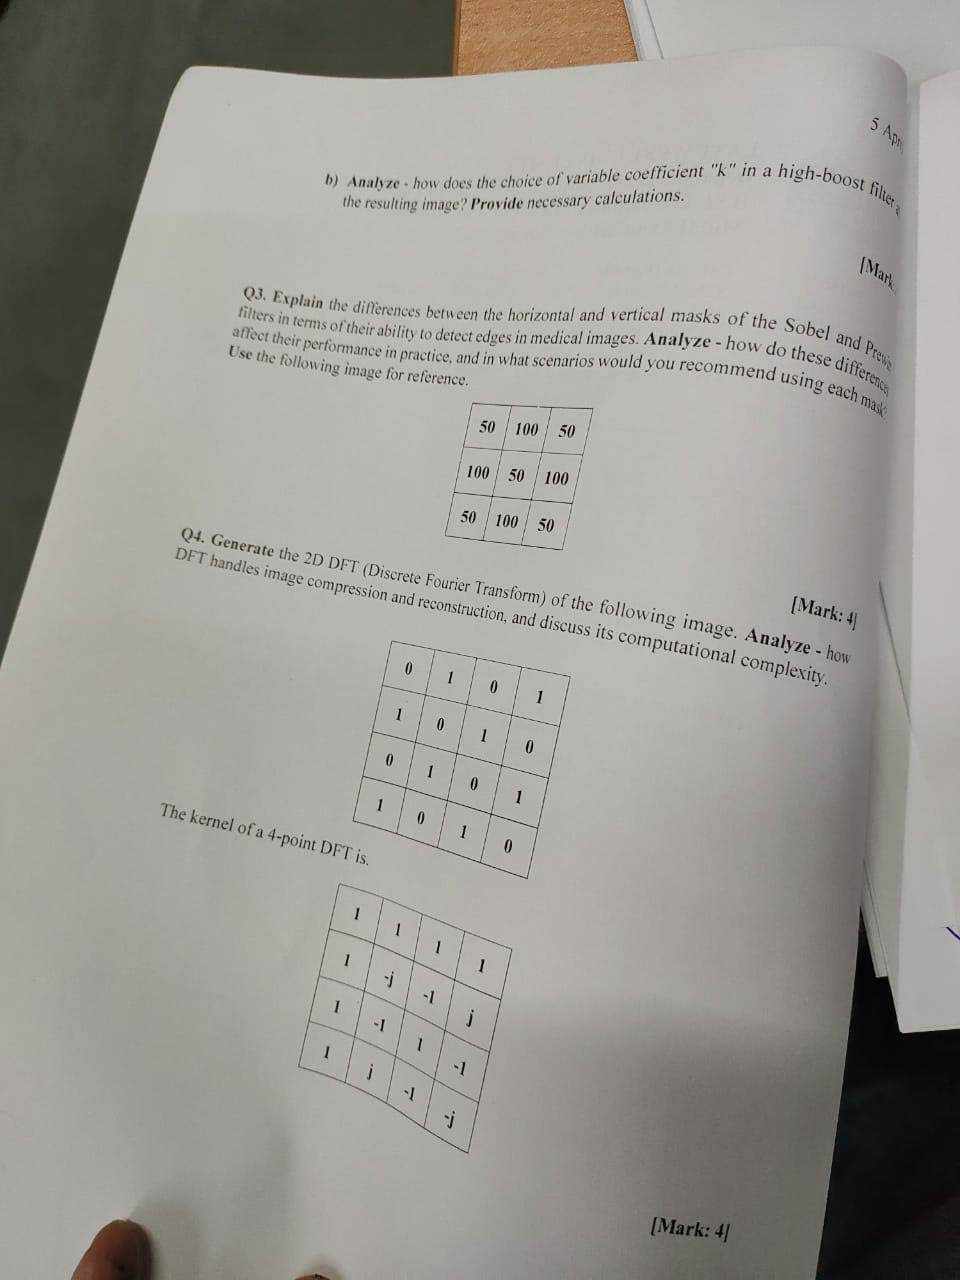 5 Apr
b) Analyze - how does the choice of variable coefficient "k" in a high-boost filter a
the resulting image? Provide necessary calculations.
[Mark
Q3. Explain the differences between the horizontal and vertical masks of the Sobel and Prewit
filters in terms of their ability to detect edges in medical images. Analyze - how do these differences
affect their performance in practice, and in what scenarios would you recommend using each mask?
Use the following image for reference.
50 100 50
100 50 100
50 100 50
[Mark: 4]
Q4. Generate the 2D DFT (Discrete Fourier Transform) of the following image. Analyze - how
DFT handles image compression and reconstruction, and discuss its computational complexity.
0 1 0 1
1 0 1 0
0 1 0 1
1 0 1 0
The kernel of a 4-point DFT is.
1 1 1 1
1 -j -1 j
1 -1 1 -1
1 j -1 -j
[Mark: 4]